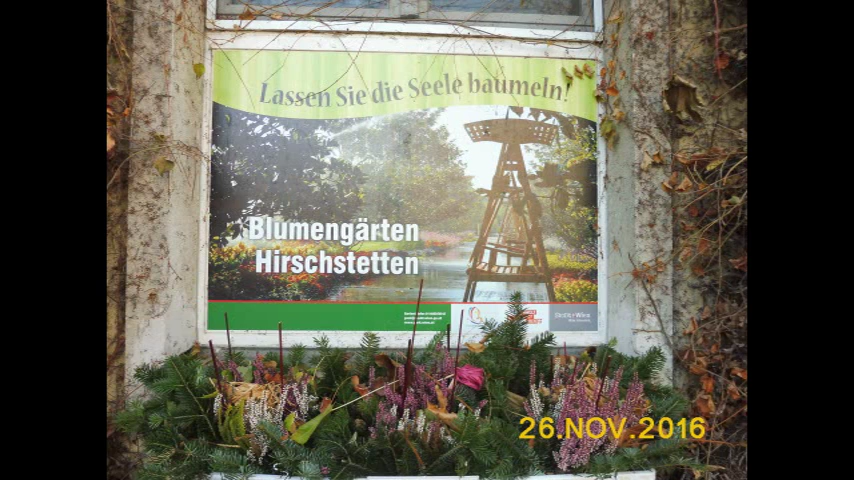 Lassen Sie die Seele baumeln!
Blumengärten
Hirschstetten
26.NOV.2016